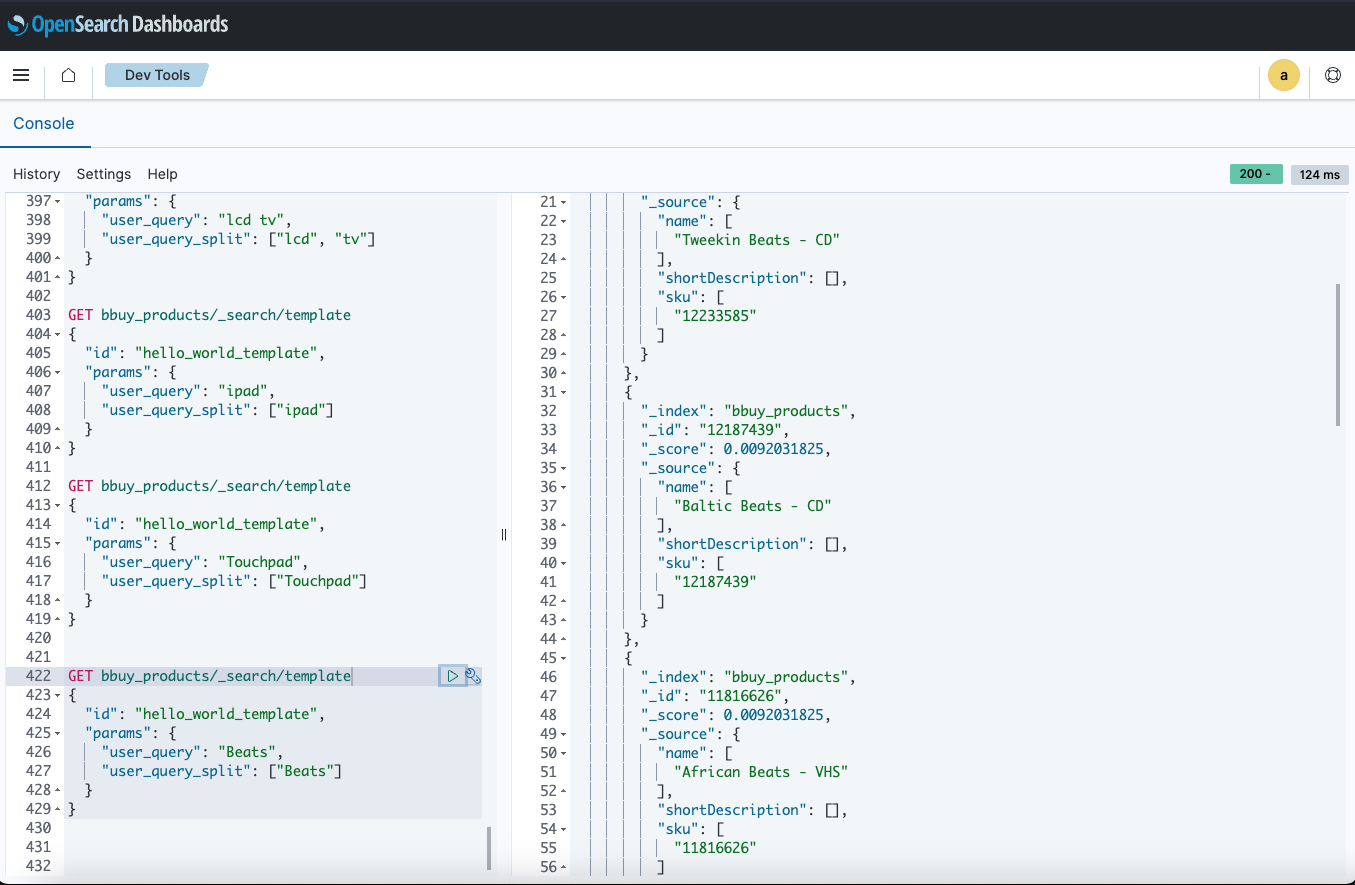 OpenSearch Dashboards
Dev Tools
a
Console
History Settings Help
200 -
124 ms
397 "params": {
398 "user_query": "lcd tv",
399 "user_query_split": ["lcd", "tv"]
400 }
401 }
402
403 GET bbuy_products/_search/template
404 {
405 "id": "hello_world_template",
406 "params": {
407 "user_query": "ipad",
408 "user_query_split": ["ipad"]
409 }
410 }
411
412 GET bbuy_products/_search/template
413 {
414 "id": "hello_world_template",
415 "params": {
416 "user_query": "Touchpad",
417 "user_query_split": ["Touchpad"]
418 }
419 }
420
421
422 GET bbuy_products/_search/template
423 {
424 "id": "hello_world_template",
425 "params": {
426 "user_query": "Beats",
427 "user_query_split": ["Beats"]
428 }
429 }
430
431
432
21 "_source": {
22 "name": [
23 "Tweekin Beats - CD"
24 ],
25 "shortDescription": [],
26 "sku": [
27 "12233585"
28 ]
29 }
30 },
31 {
32 "_index": "bbuy_products",
33 "_id": "12187439",
34 "_score": 0.0092031825,
35 "_source": {
36 "name": [
37 "Baltic Beats - CD"
38 ],
39 "shortDescription": [],
40 "sku": [
41 "12187439"
42 ]
43 }
44 },
45 {
46 "_index": "bbuy_products",
47 "_id": "11816626",
48 "_score": 0.0092031825,
49 "_source": {
50 "name": [
51 "African Beats - VHS"
52 ],
53 "shortDescription": [],
54 "sku": [
55 "11816626"
56 ]